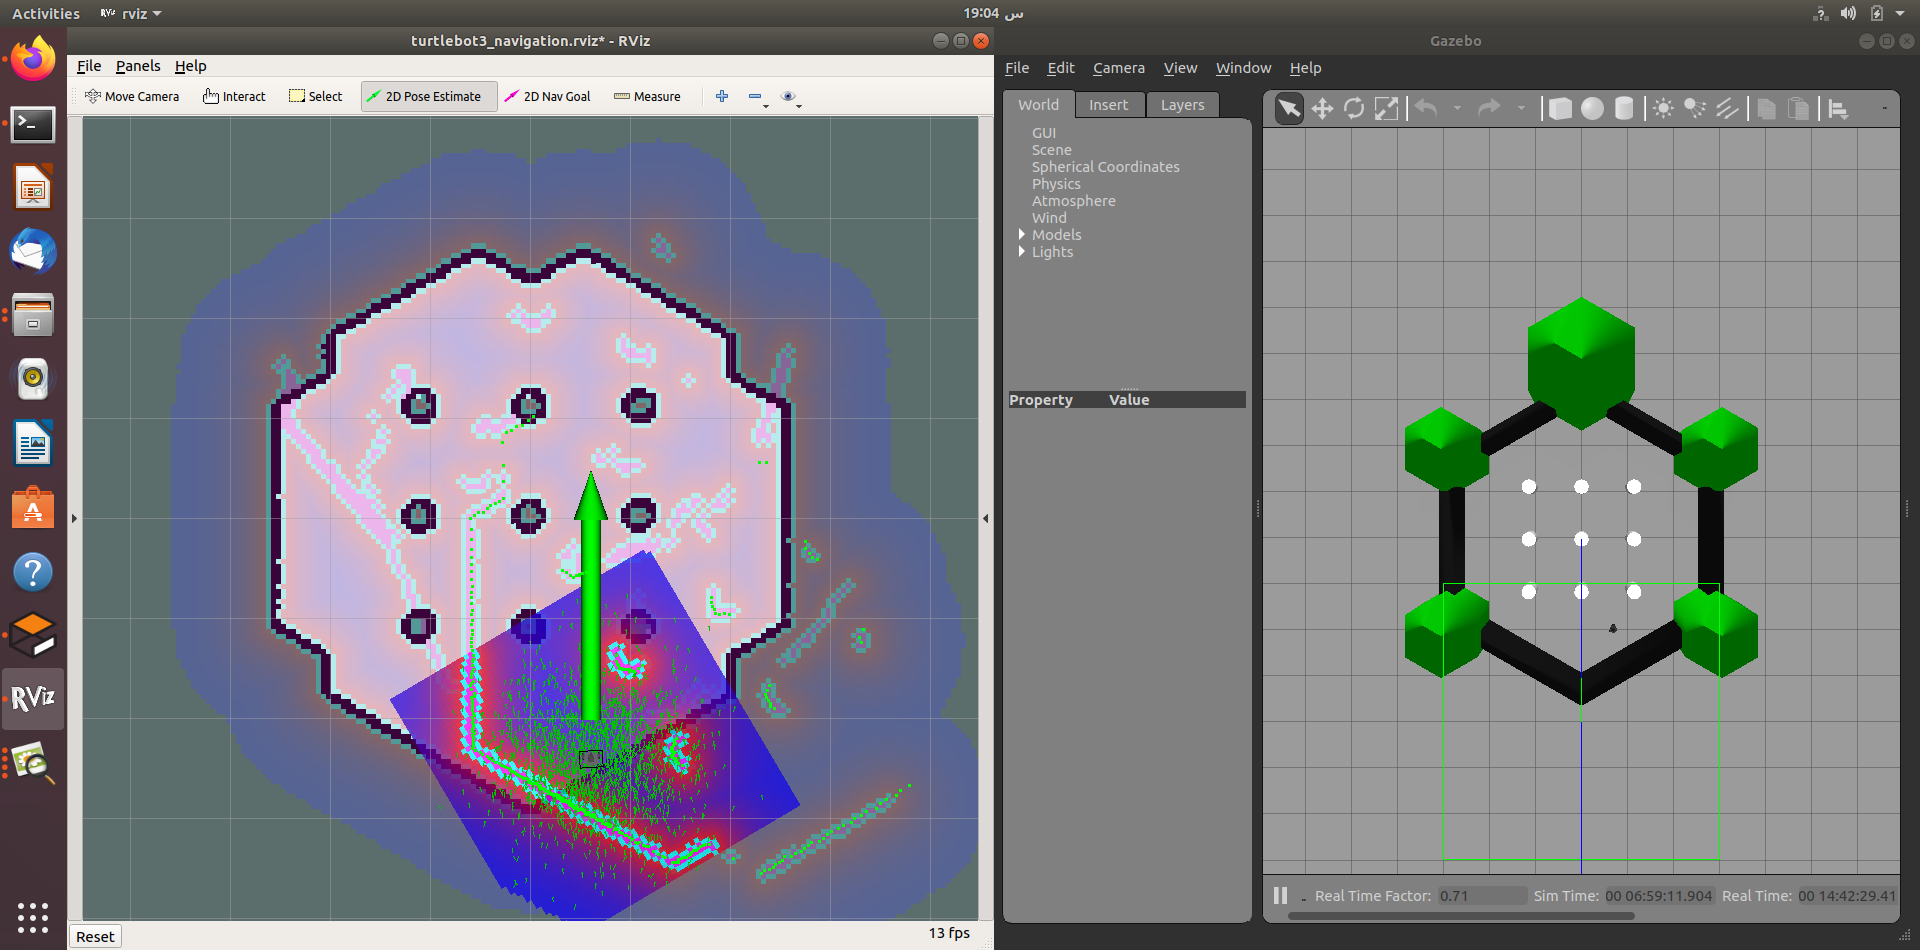 Activities
RViz rviz
19:04 س
turtlebot3_navigation.rviz* - RViz
File Panels Help
Move Camera Interact Select 2D Pose Estimate 2D Nav Goal Measure
Reset
13 fps
RViz
Gazebo
File Edit Camera View Window Help
World Insert Layers
GUI
Scene
Spherical Coordinates
Physics
Atmosphere
Wind
Models
Lights
Property Value
Real Time Factor: 0.71 Sim Time: 00 06:59:11.904 Real Time: 00 14:42:29.41